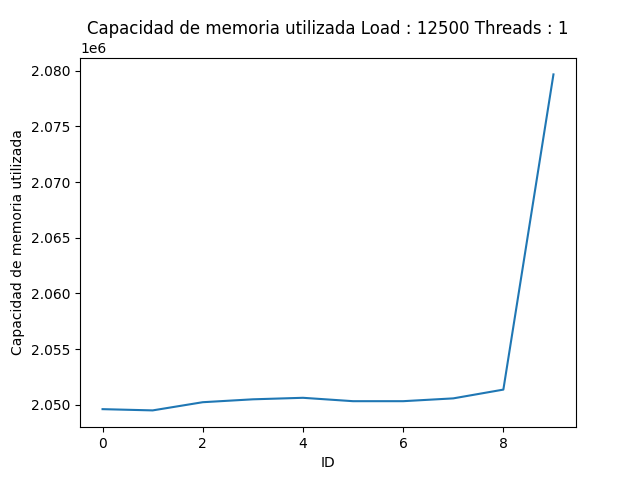 Capacidad de memoria utilizada Load : 12500 Threads : 1
1e6
2.080
2.075
2.070
2.065
2.060
2.055
2.050
Capacidad de memoria utilizada
0 2 4 6 8
ID